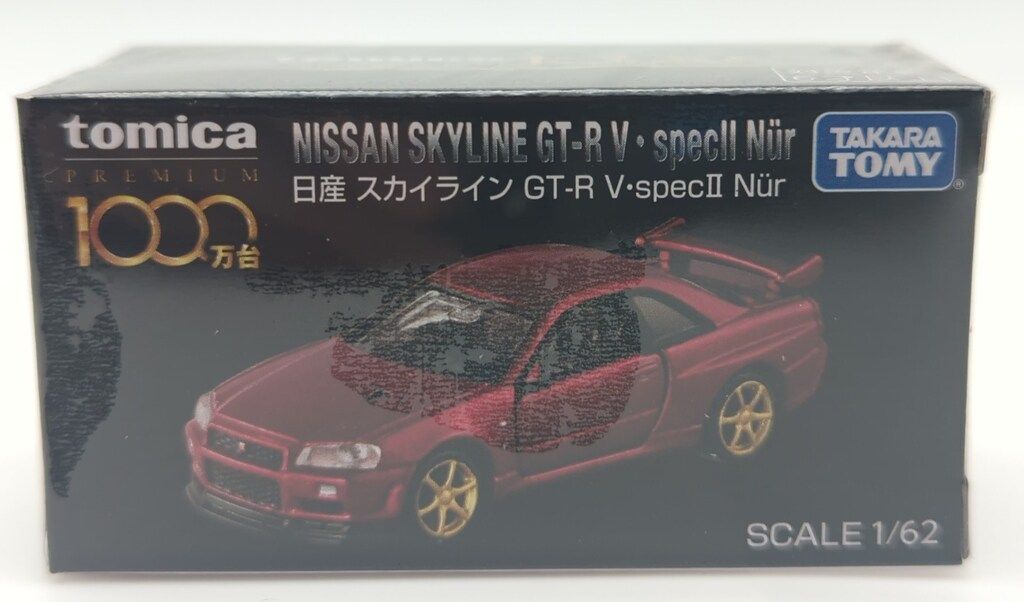 tomica
PREMIUM
1000万台
NISSAN SKYLINE GT-R V・specII Nür
日産 スカイライン GT-R V・specII Nür
TAKARA
TOMY
®
SCALE 1/62